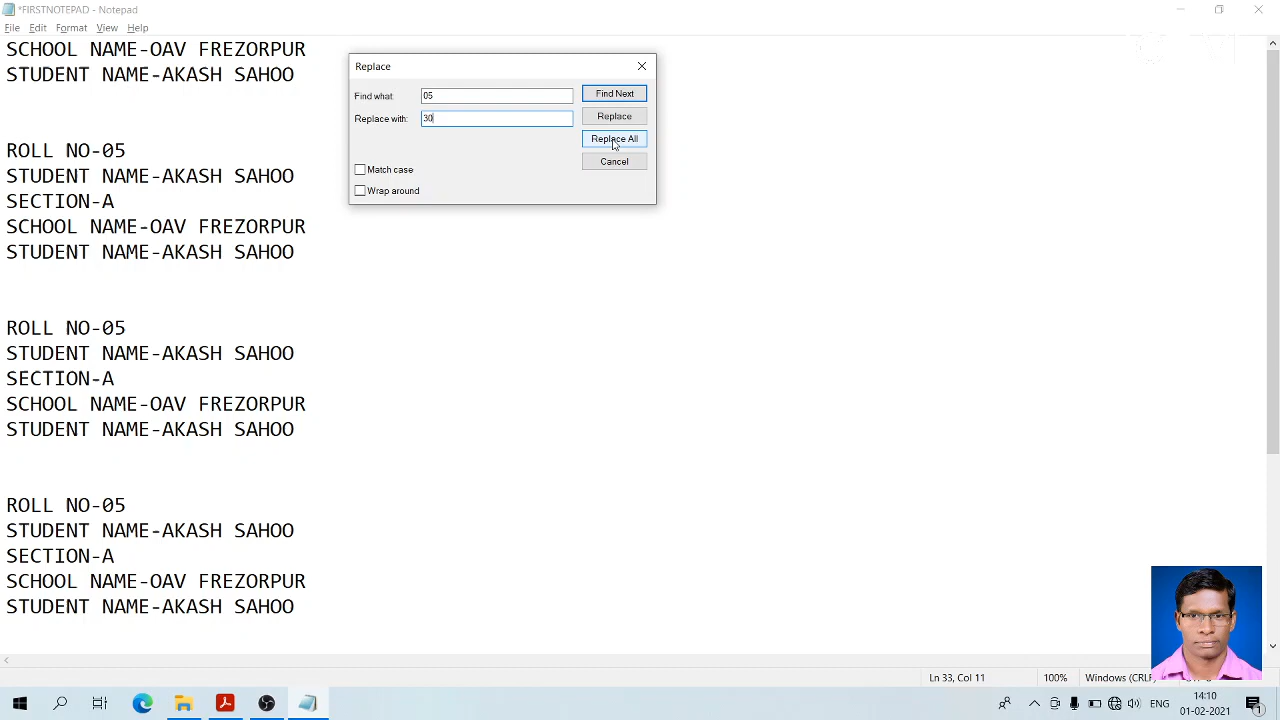 *FIRSTNOTEPAD - Notepad
File Edit Format View Help
SCHOOL NAME-OAV FREZORPUR
STUDENT NAME-AKASH SAHOO
ROLL NO-05
STUDENT NAME-AKASH SAHOO
SECTION-A
SCHOOL NAME-OAV FREZORPUR
STUDENT NAME-AKASH SAHOO
ROLL NO-05
STUDENT NAME-AKASH SAHOO
SECTION-A
SCHOOL NAME-OAV FREZORPUR
STUDENT NAME-AKASH SAHOO
ROLL NO-05
STUDENT NAME-AKASH SAHOO
SECTION-A
SCHOOL NAME-OAV FREZORPUR
STUDENT NAME-AKASH SAHOO
Replace
Find what: 05 Find Next
Replace with: 30 Replace
Replace All
Cancel
Match case
Wrap around
Ln 33, Col 11 100% Windows (CRLF)
ENG 14:10
01-02-2021
1